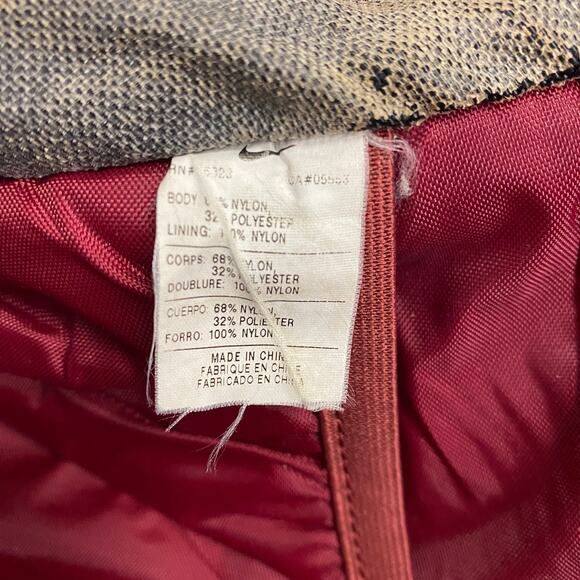 RN# 56323 CA#05553
BODY 68% NYLON,
32% POLYESTER
LINING: 100% NYLON
CORPS: 68% NYLON,
32% POLYESTER
DOUBLURE: 100% NYLON
CUERPO: 68% NYLON,
32% POLIESTER
FORRO: 100% NYLON
MADE IN CHINA
FABRIQUE EN CHINE
FABRICADO EN CHINA